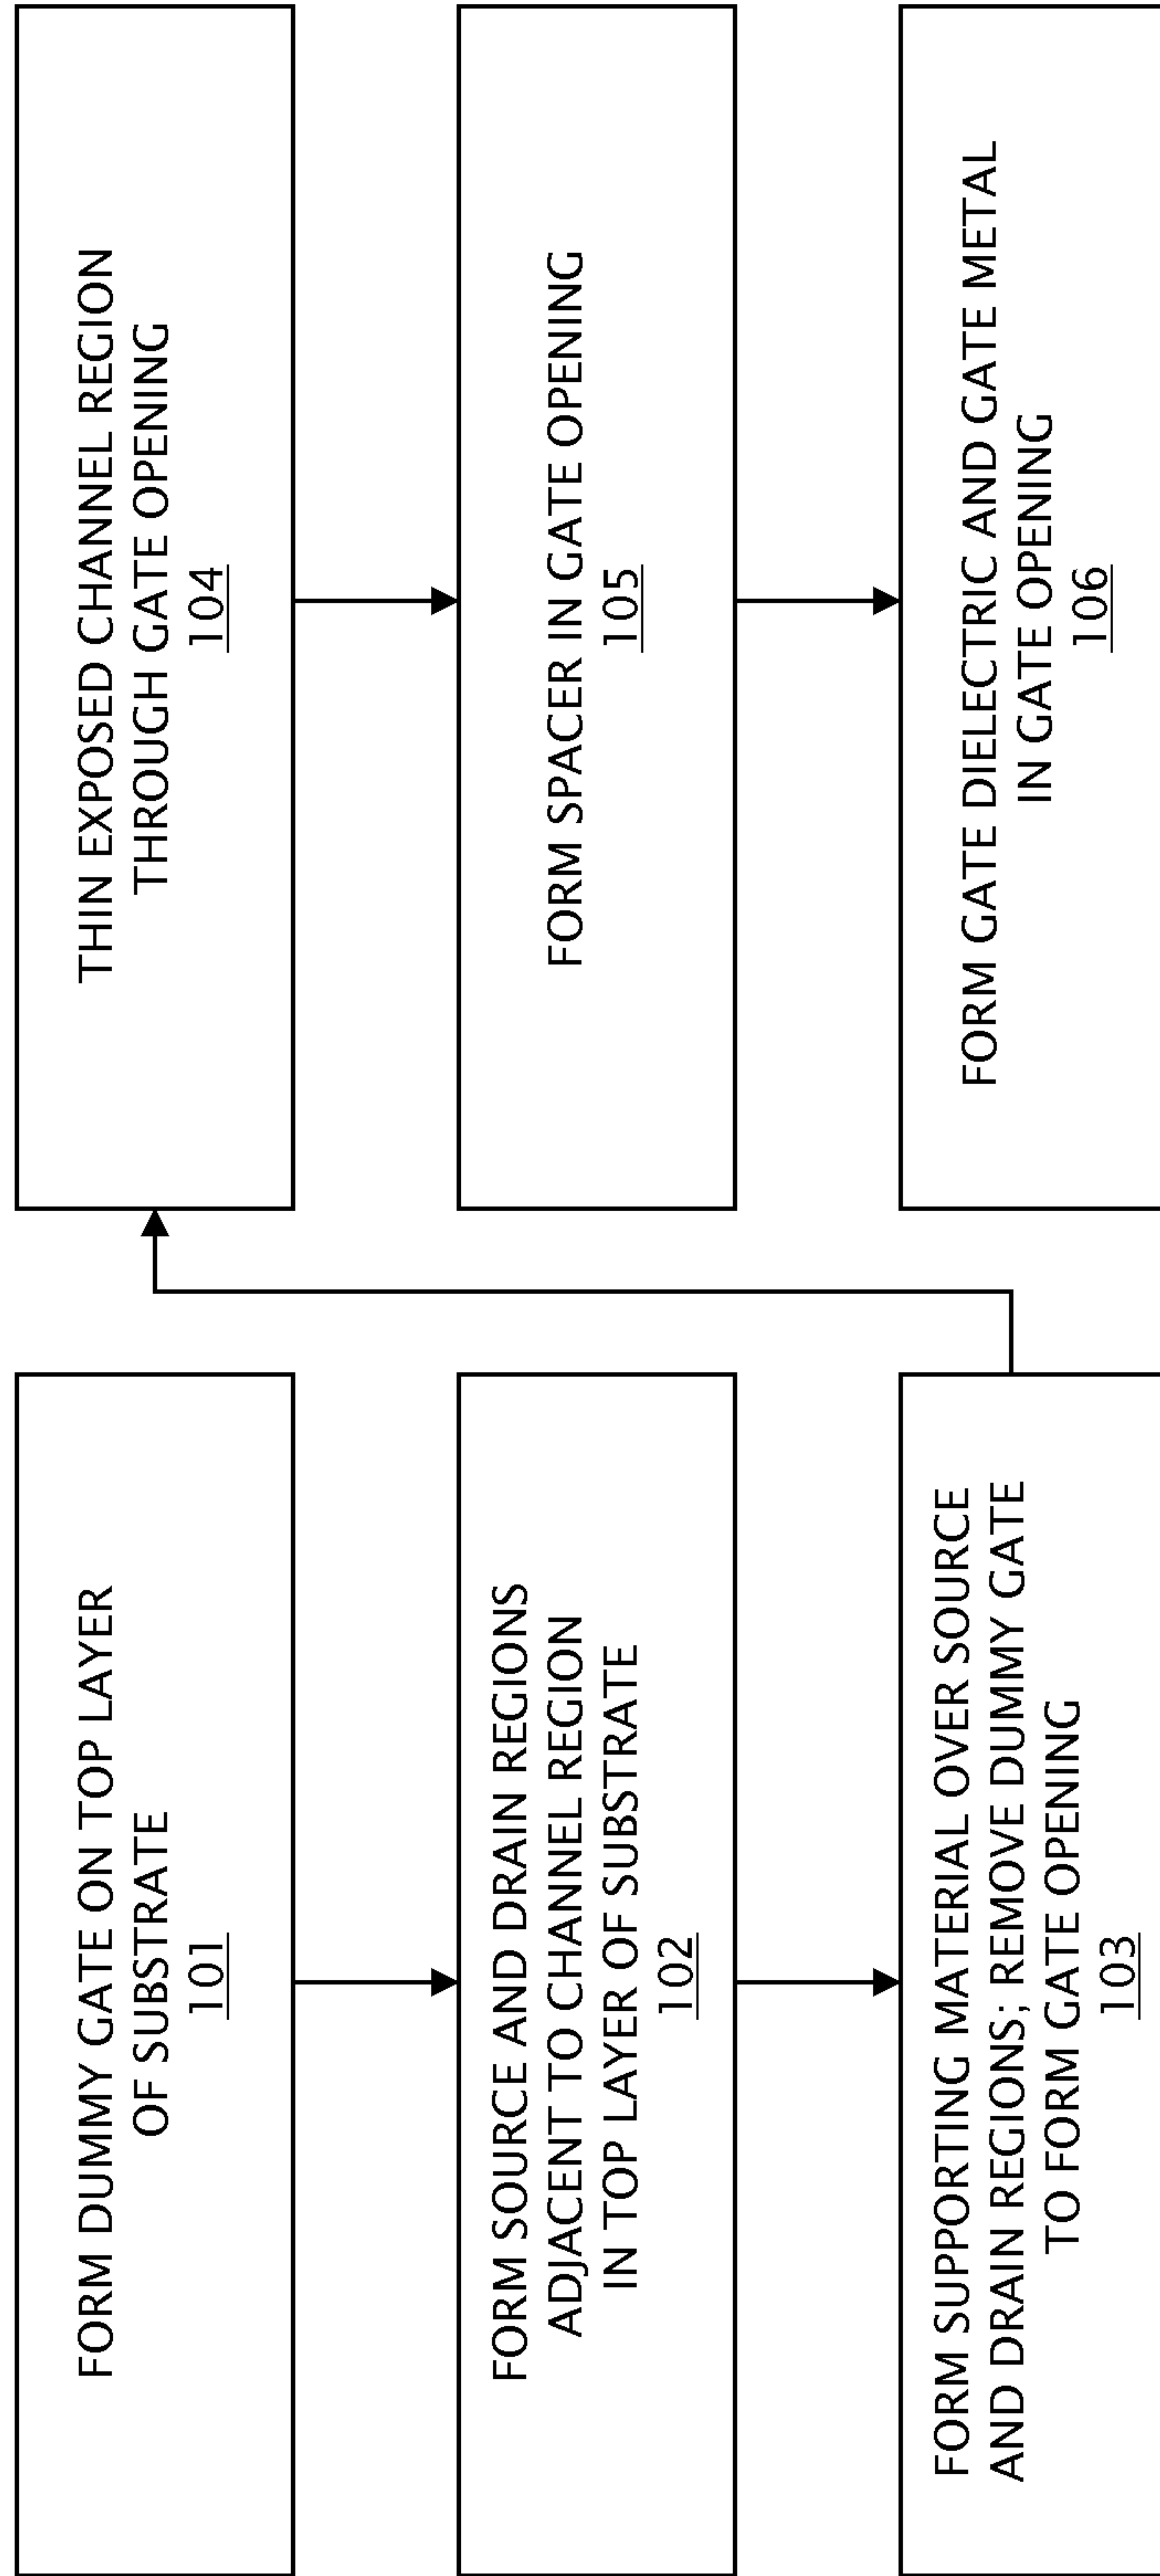 FORM DUMMY GATE ON TOP LAYER
OF SUBSTRATE
101
FORM SOURCE AND DRAIN REGIONS
ADJACENT TO CHANNEL REGION
IN TOP LAYER OF SUBSTRATE
102
FORM SUPPORTING MATERIAL OVER SOURCE
AND DRAIN REGIONS; REMOVE DUMMY GATE
TO FORM GATE OPENING
103
THIN EXPOSED CHANNEL REGION
THROUGH GATE OPENING
104
FORM SPACER IN GATE OPENING
105
FORM GATE DIELECTRIC AND GATE METAL
IN GATE OPENING
106